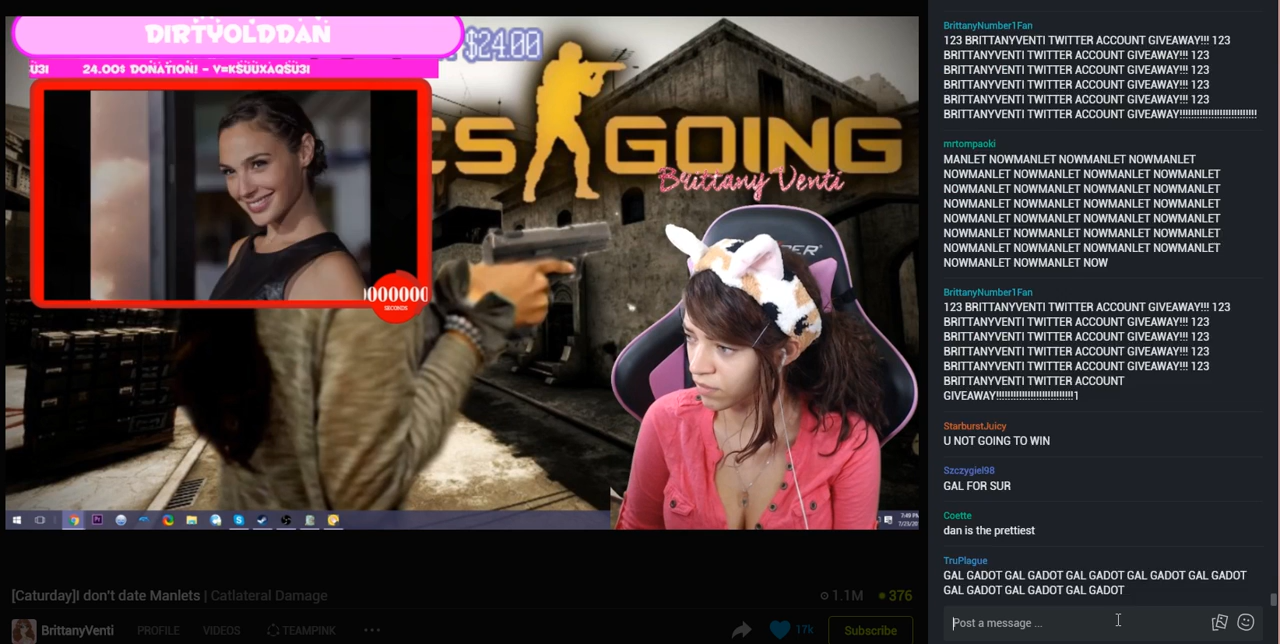 DIRTYOLDDAN
$24.00
Ü3I 24.00$ DONATION! - V=KSÜÜXAQSÜ3I
CS GOING
Brittany Venti
0000000
SECONDS
7:49 PM
[Caturday]I don't date Manlets | Catlateral Damage
1.1M
376
BrittanyVenti
PROFILE
VIDEOS
TEAMPINK
17k
Subscribe
BrittanyNumber1Fan
123 BRITTANYVENTI TWITTER ACCOUNT GIVEAWAY!!! 123
BRITTANYVENTI TWITTER ACCOUNT GIVEAWAY!!! 123
BRITTANYVENTI TWITTER ACCOUNT GIVEAWAY!!! 123
BRITTANYVENTI TWITTER ACCOUNT GIVEAWAY!!! 123
BRITTANYVENTI TWITTER ACCOUNT GIVEAWAY!!! 123
BRITTANYVENTI TWITTER ACCOUNT GIVEAWAY!!!!!!!!!!!!!!!!!!!!!!!!!!!
mrtompaoki
MANLET NOWMANLET NOWMANLET NOWMANLET
NOWMANLET NOWMANLET NOWMANLET NOWMANLET
NOWMANLET NOWMANLET NOWMANLET NOWMANLET
NOWMANLET NOWMANLET NOWMANLET NOWMANLET
NOWMANLET NOWMANLET NOWMANLET NOWMANLET
NOWMANLET NOWMANLET NOWMANLET NOWMANLET
NOWMANLET NOWMANLET NOWMANLET NOWMANLET
NOWMANLET NOWMANLET NOW
BrittanyNumber1Fan
123 BRITTANYVENTI TWITTER ACCOUNT GIVEAWAY!!! 123
BRITTANYVENTI TWITTER ACCOUNT GIVEAWAY!!! 123
BRITTANYVENTI TWITTER ACCOUNT GIVEAWAY!!! 123
BRITTANYVENTI TWITTER ACCOUNT GIVEAWAY!!! 123
BRITTANYVENTI TWITTER ACCOUNT GIVEAWAY!!! 123
BRITTANYVENTI TWITTER ACCOUNT
GIVEAWAY!!!!!!!!!!!!!!!!!!!!!!!!!!!1
StarburstJuicy
U NOT GOING TO WIN
Szczygiel98
GAL FOR SUR
Coette
dan is the prettiest
TruPlague
GAL GADOT GAL GADOT GAL GADOT GAL GADOT GAL GADOT
GAL GADOT GAL GADOT GAL GADOT
Post a message ...